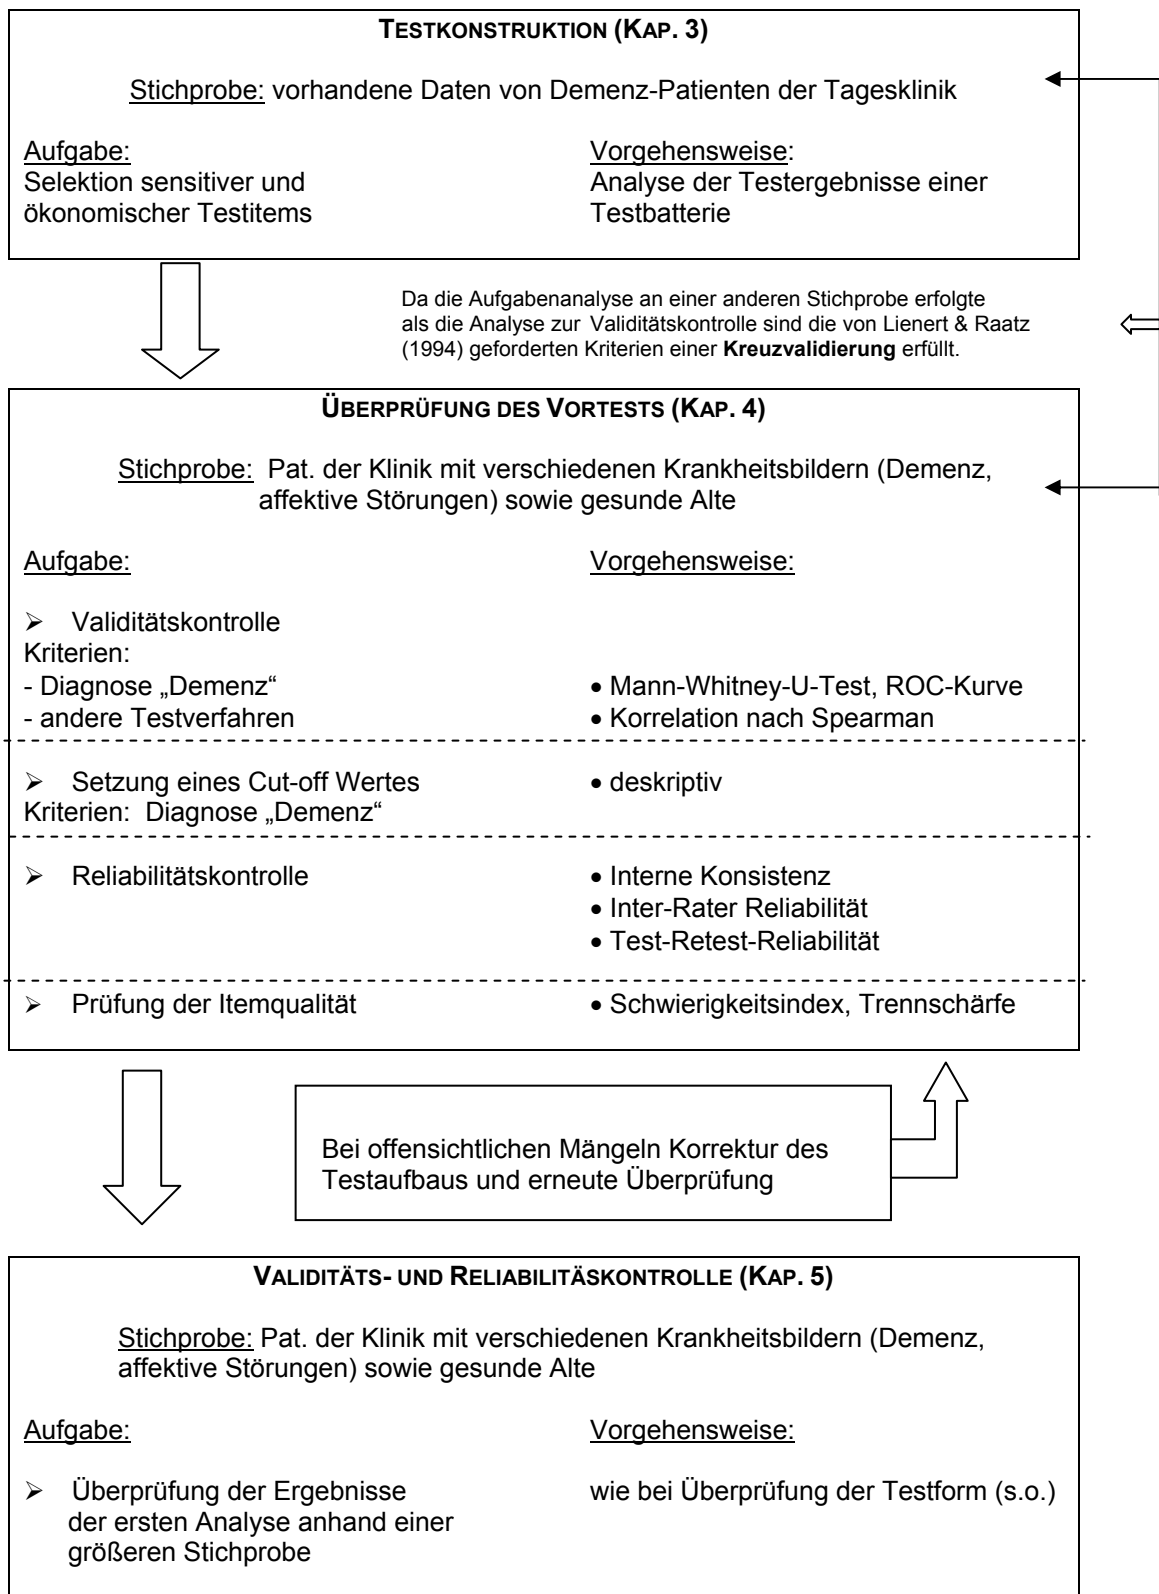 TESTKONSTRUKTION (KAP. 3)
Stichprobe: vorhandene Daten von Demenz-Patienten der Tagesklinik
Aufgabe:
Selektion sensitiver und
ökonomischer Testitems
Vorgehensweise:
Analyse der Testergebnisse einer
Testbatterie
Da die Aufgabenanalyse an einer anderen Stichprobe erfolgte
als die Analyse zur Validitätskontrolle sind die von Lienert & Raatz
(1994) geforderten Kriterien einer Kreuzvalidierung erfüllt.
ÜBERPRÜFUNG DES VORTESTS (KAP. 4)
Stichprobe: Pat. der Klinik mit verschiedenen Krankheitsbildern (Demenz,
affektive Störungen) sowie gesunde Alte
Aufgabe: Vorgehensweise:
➢ Validitätskontrolle
Kriterien:
- Diagnose „Demenz“ • Mann-Whitney-U-Test, ROC-Kurve
- andere Testverfahren • Korrelation nach Spearman
➢ Setzung eines Cut-off Wertes • deskriptiv
Kriterien: Diagnose „Demenz“
➢ Reliabilitätskontrolle • Interne Konsistenz
• Inter-Rater Reliabilität
• Test-Retest-Reliabilität
➢ Prüfung der Itemqualität • Schwierigkeitsindex, Trennschärfe
Bei offensichtlichen Mängeln Korrektur des
Testaufbaus und erneute Überprüfung
VALIDITÄTS- UND RELIABILITÄSKONTROLLE (KAP. 5)
Stichprobe: Pat. der Klinik mit verschiedenen Krankheitsbildern (Demenz,
affektive Störungen) sowie gesunde Alte
Aufgabe: Vorgehensweise:
➢ Überprüfung der Ergebnisse wie bei Überprüfung der Testform (s.o.)
der ersten Analyse anhand einer
größeren Stichprobe